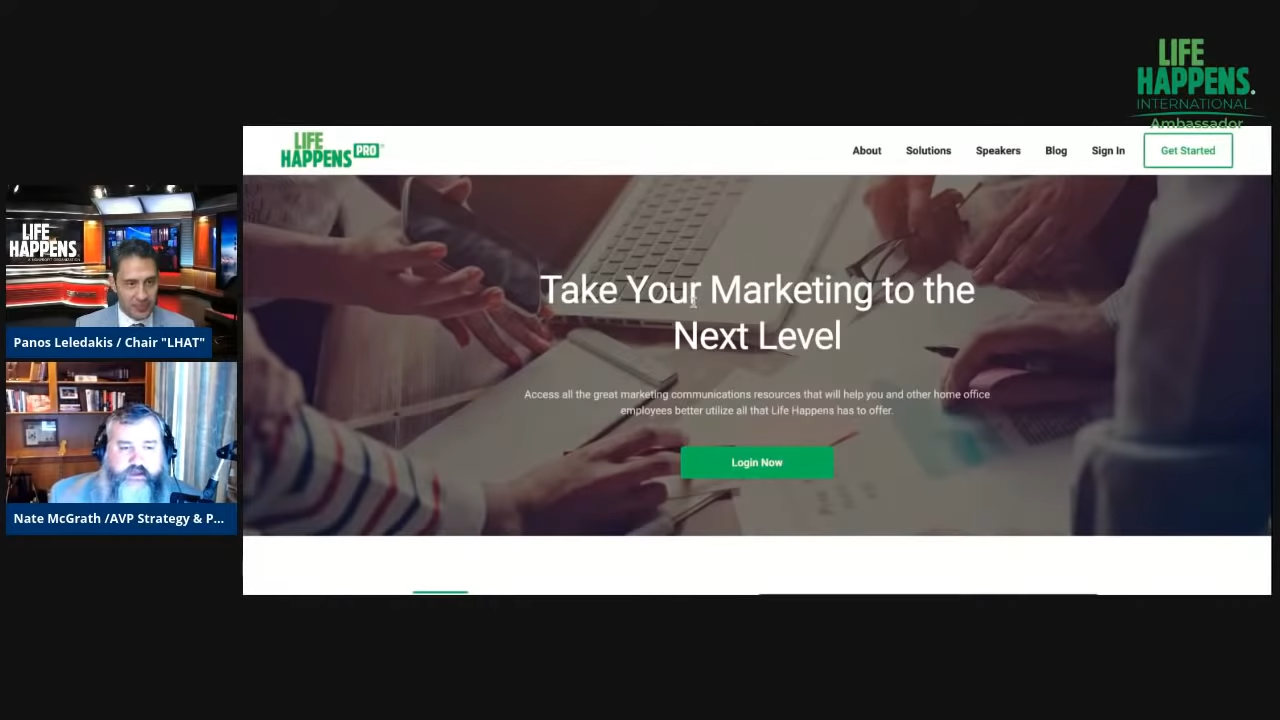 LIFE
HAPPENS.
INTERNATIONAL
Ambassador
LIFE
HAPPENS PRO
About
Solutions
Speakers
Blog
Sign In
Get Started
Take Your Marketing to the
Next Level
Access all the great marketing communications resources that will help you and other home office
employees better utilize all that Life Happens has to offer.
Login Now
LIFE
HAPPENS.
Panos Leledakis / Chair "LHAT"
Nate McGrath /AVP Strategy & P...